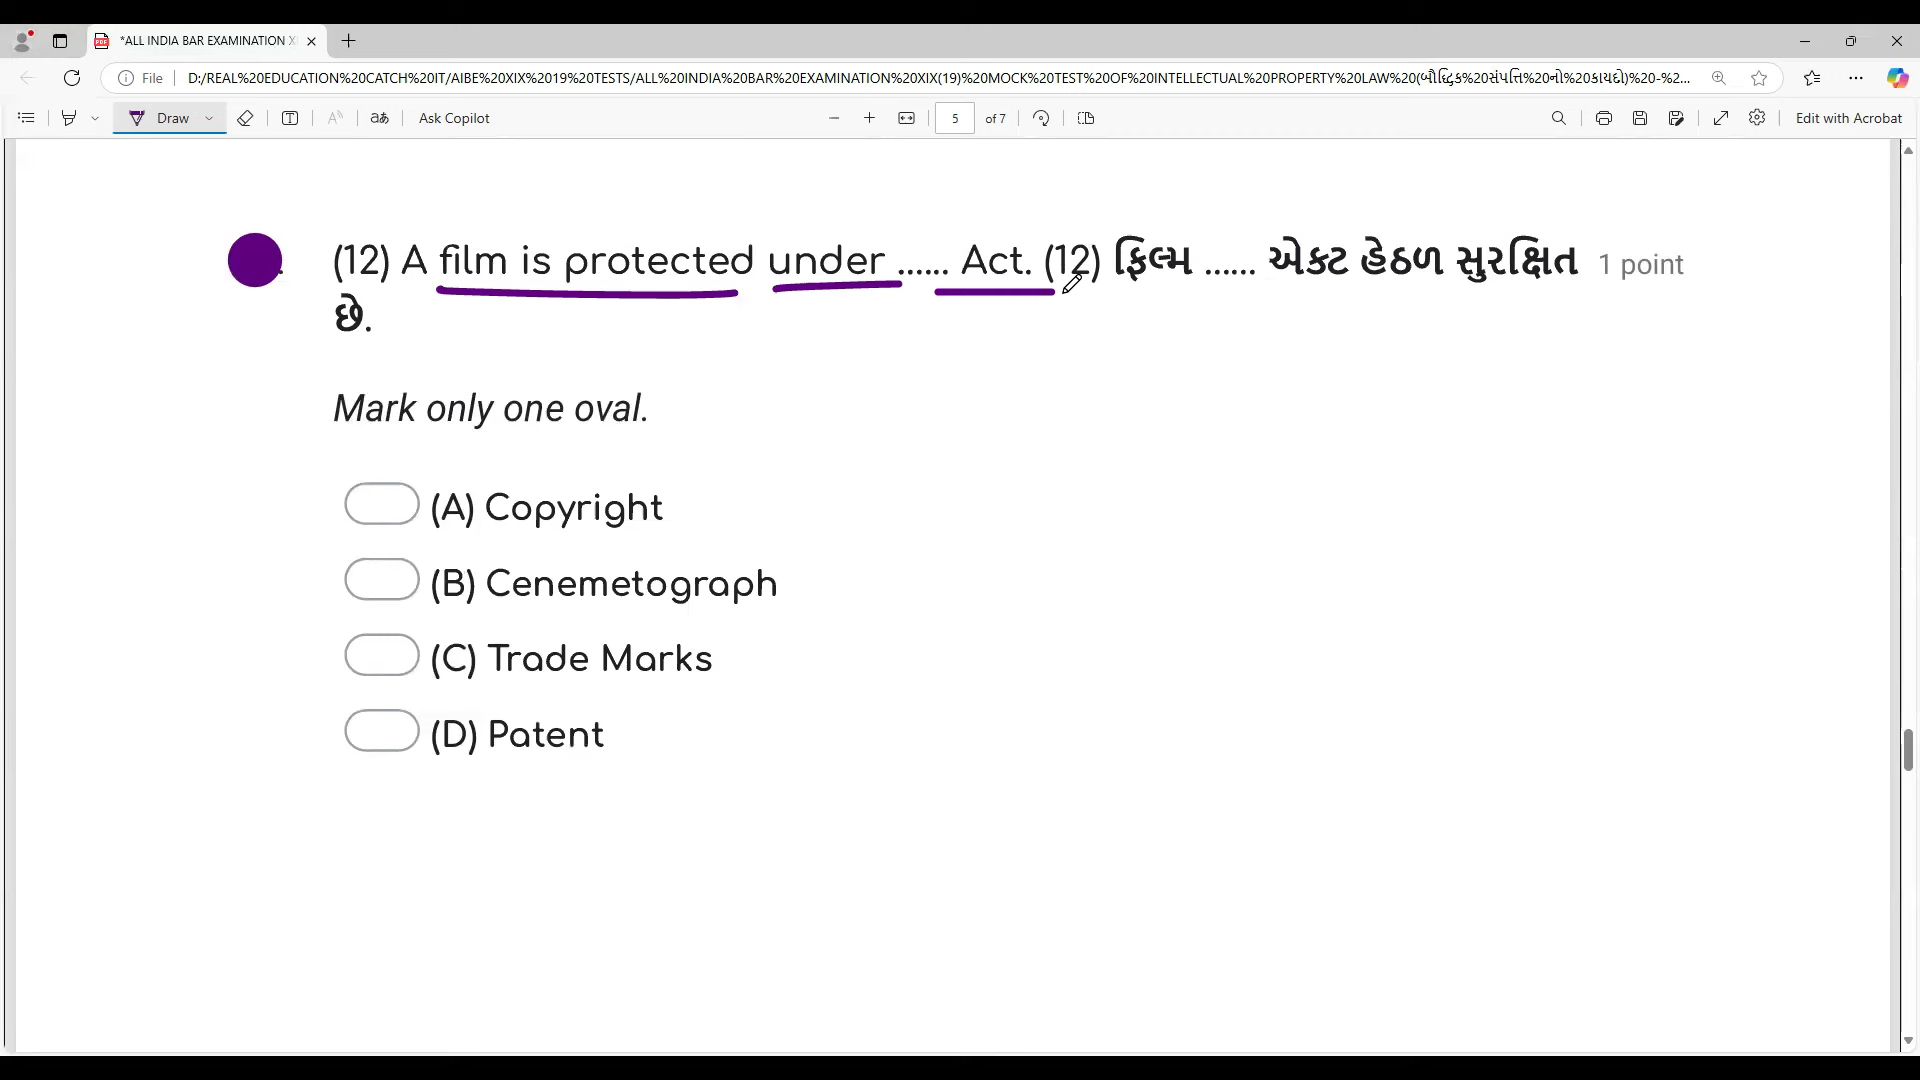 *ALL INDIA BAR EXAMINATION X
File D:/REAL%20EDUCATION%20CATCH%20IT/AIBE%20XIX%2019%20TESTS/ALL%20INDIA%20BAR%20EXAMINATION%20XIX(19)%20MOCK%20TEST%20OF%20INTELLECTUAL%20PROPERTY%20LAW%20(બૌદ્ધિક%20સંપત્તિ%20નો%20કાયદો)%20-%2...
Draw Ask Copilot 5 of 7 Edit with Acrobat
(12) A film is protected under ...... Act. (12) ફિલ્મ ...... એક્ટ હેઠળ સુરક્ષિત 1 point
છે.
Mark only one oval.
(A) Copyright
(B) Cenemetograph
(C) Trade Marks
(D) Patent